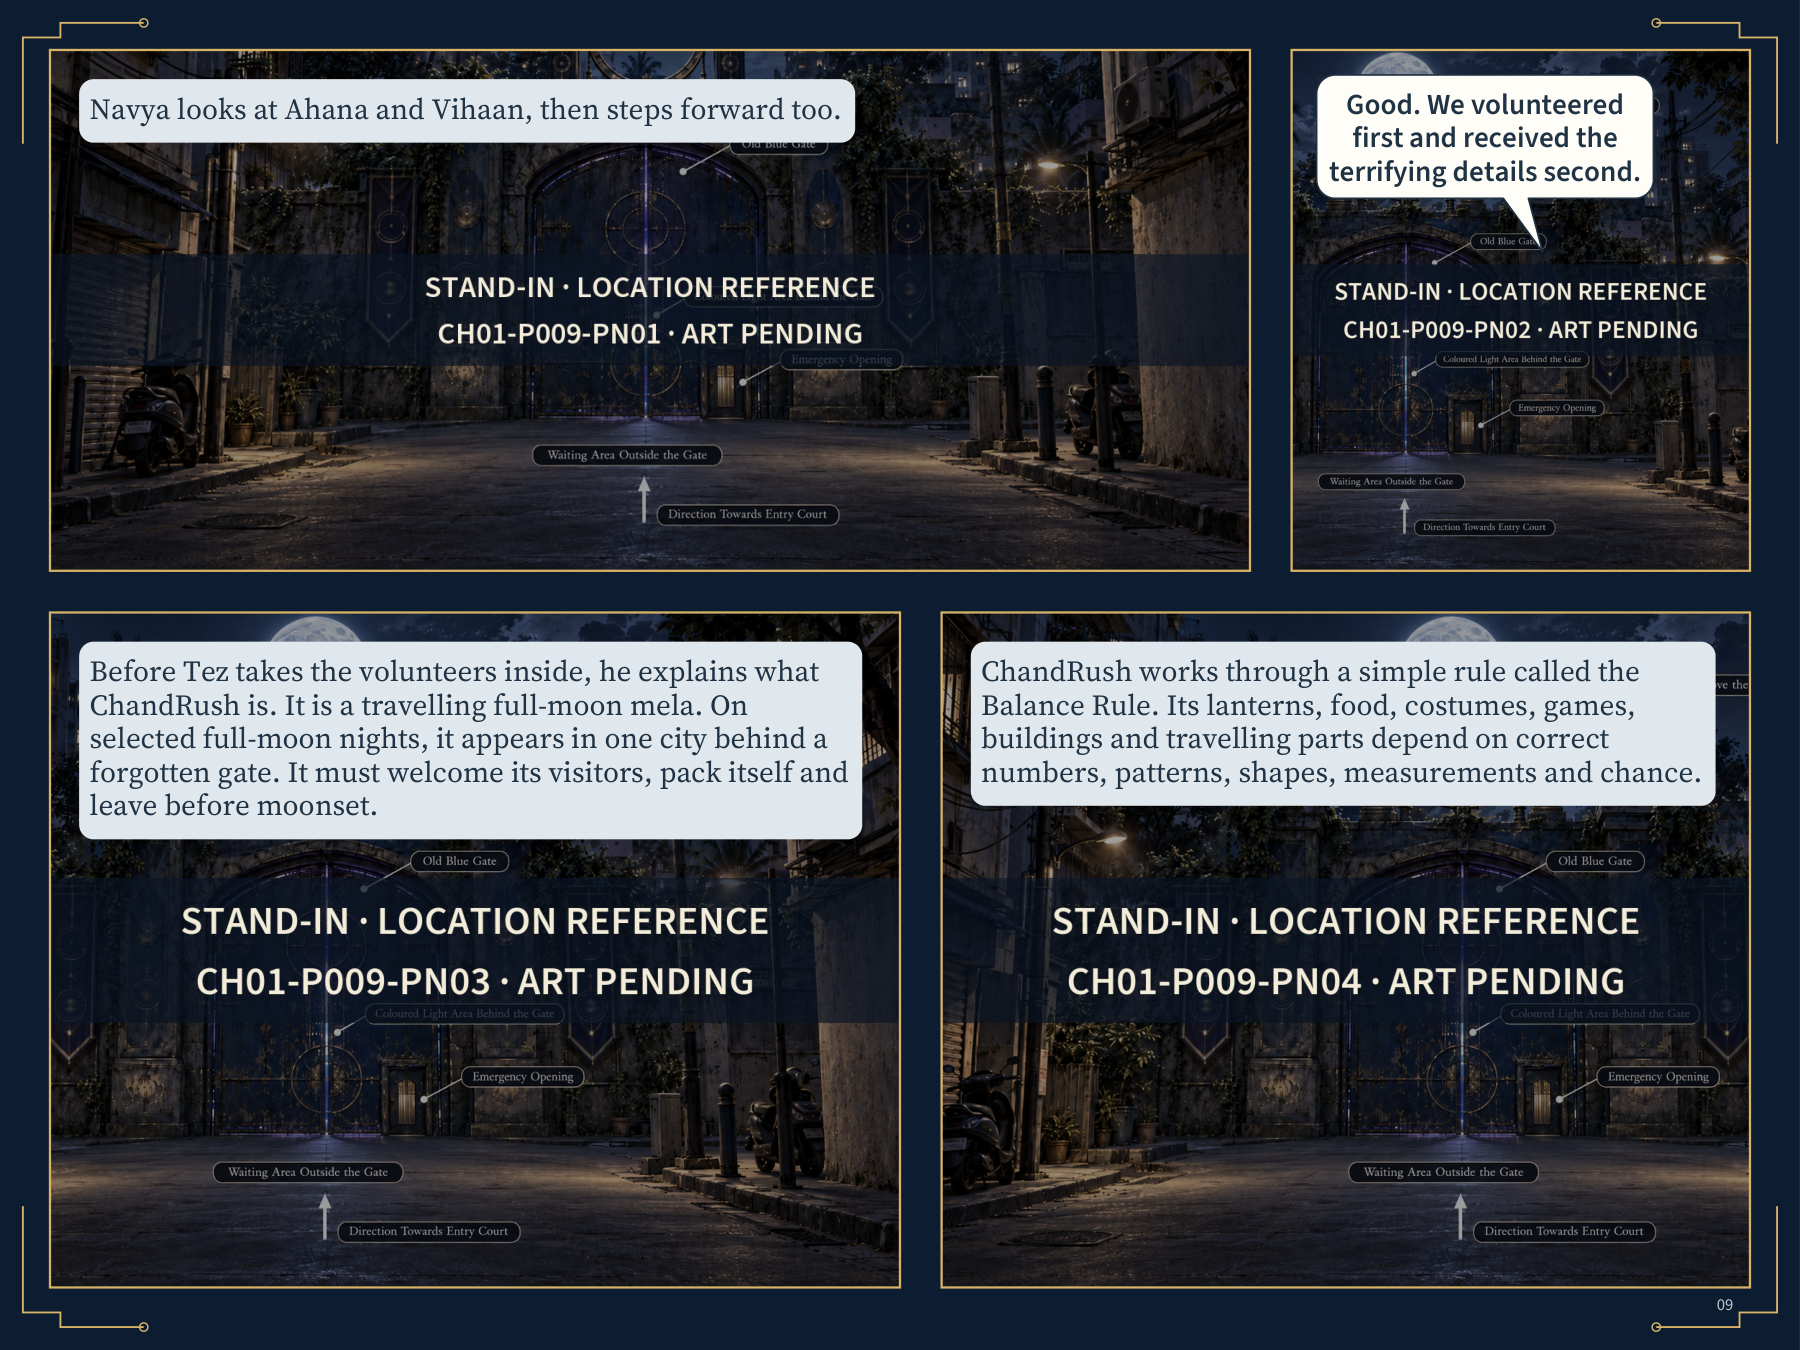 Navya looks at Ahana and Vihaan, then steps forward too.
Old Blue Gate
STAND-IN · LOCATION REFERENCE
CH01-P009-PN01 · ART PENDING
Emergency Opening
Waiting Area Outside the Gate
Direction Towards Entry Court
Good. We volunteered
first and received the
terrifying details second.
Old Blue Gate
STAND-IN · LOCATION REFERENCE
CH01-P009-PN02 · ART PENDING
Coloured Light Area Behind the Gate
Emergency Opening
Waiting Area Outside the Gate
Direction Towards Entry Court
Before Tez takes the volunteers inside, he explains what
ChandRush is. It is a travelling full-moon mela. On
selected full-moon nights, it appears in one city behind a
forgotten gate. It must welcome its visitors, pack itself and
leave before moonset.
Old Blue Gate
STAND-IN · LOCATION REFERENCE
CH01-P009-PN03 · ART PENDING
Coloured Light Area Behind the Gate
Emergency Opening
Waiting Area Outside the Gate
Direction Towards Entry Court
ChandRush works through a simple rule called the
Balance Rule. Its lanterns, food, costumes, games,
buildings and travelling parts depend on correct
numbers, patterns, shapes, measurements and chance.
the
Old Blue Gate
STAND-IN · LOCATION REFERENCE
CH01-P009-PN04 · ART PENDING
Coloured Light Area Behind the Gate
Emergency Opening
Waiting Area Outside the Gate
Direction Towards Entry Court
09